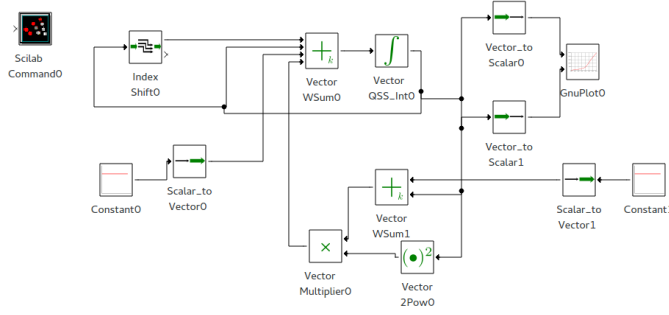 Scilab
Command0
Index
Shift0
+k
Vector
WSum0
∫
Vector
QSS_Int0
Vector_to
Scalar0
GnuPlot0
Vector_to
Scalar1
Constant0
Scalar_to
Vector0
+k
Vector
WSum1
Scalar_to
Vector1
Constant1
×
Vector
Multiplier0
(•)2
Vector
2Pow0